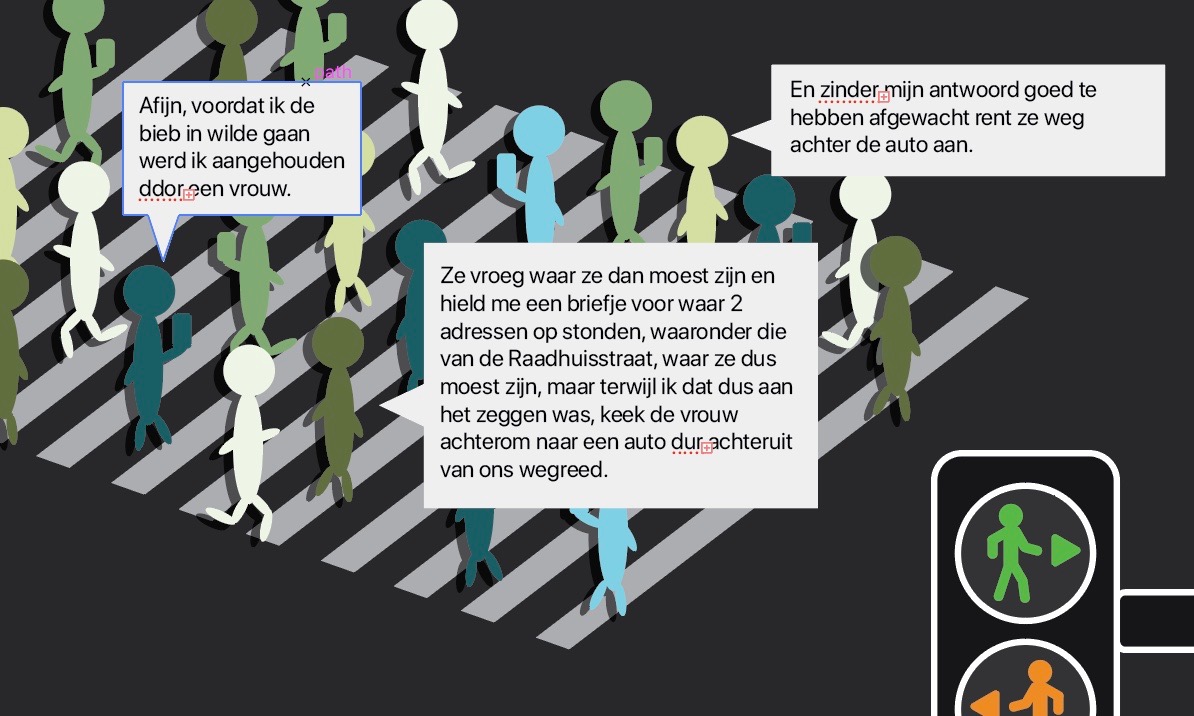 path
Afijn, voordat ik de
bieb in wilde gaan
werd ik aangehouden
ddor een vrouw.
En zinder mijn antwoord goed te
hebben afgewacht rent ze weg
achter de auto aan.
Ze vroeg waar ze dan moest zijn en
hield me een briefje voor waar 2
adressen op stonden, waaronder die
van de Raadhuisstraat, waar ze dus
moest zijn, maar terwijl ik dat dus aan
het zeggen was, keek de vrouw
achterom naar een auto dur achteruit
van ons wegreed.